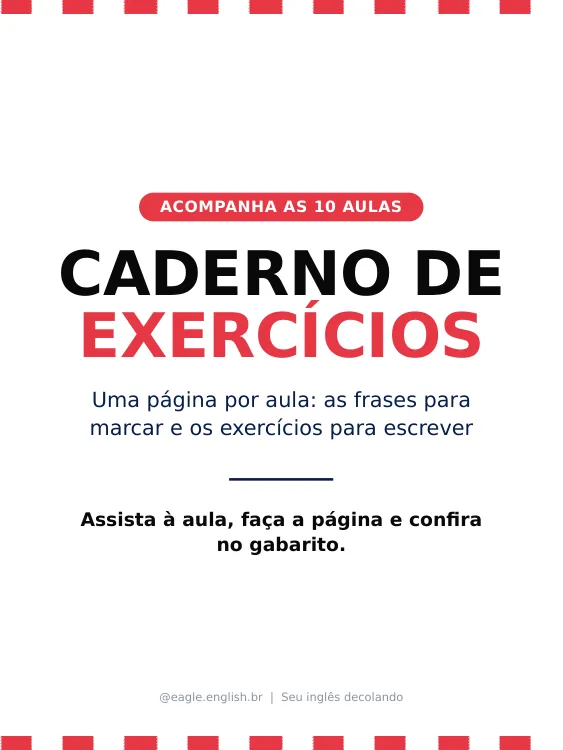 ACOMPANHA AS 10 AULAS
CADERNO DE
EXERCÍCIOS
Uma página por aula: as frases para
marcar e os exercícios para escrever
Assista à aula, faça a página e confira
no gabarito.
@eagle.english.br | Seu inglês decolando